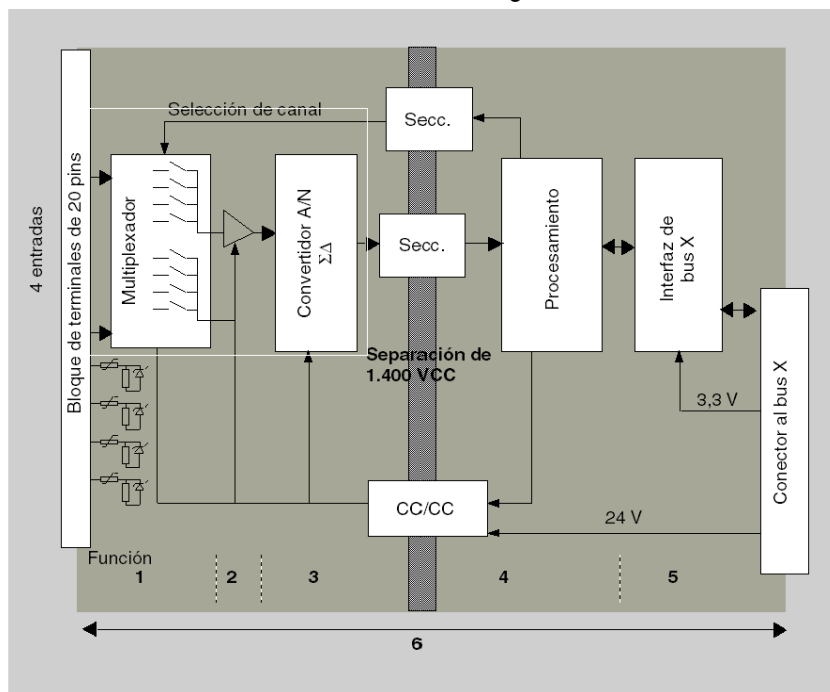 Selección de canal
Secc.
Secc.
4 entradas
Bloque de terminales de 20 pins
Multiplexador
Convertidor A/N
ΣΔ
Procesamiento
Interfaz de
bus X
Conector al bus X
Separación de
1.400 VCC
3,3 V
CC/CC
24 V
Función
1
2
3
4
5
6